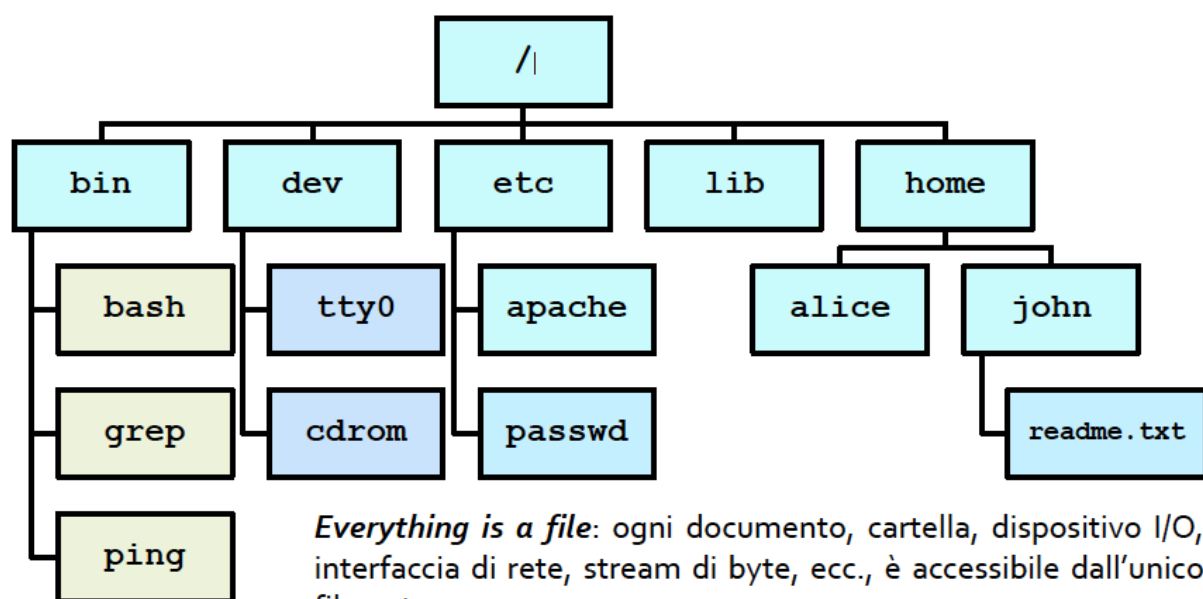 /
bin dev etc lib home
bash tty0 apache alice john
grep cdrom passwd readme.txt
ping
Everything is a file: ogni documento, cartella, dispositivo I/O,
interfaccia di rete, stream di byte, ecc., è accessibile dall’unico